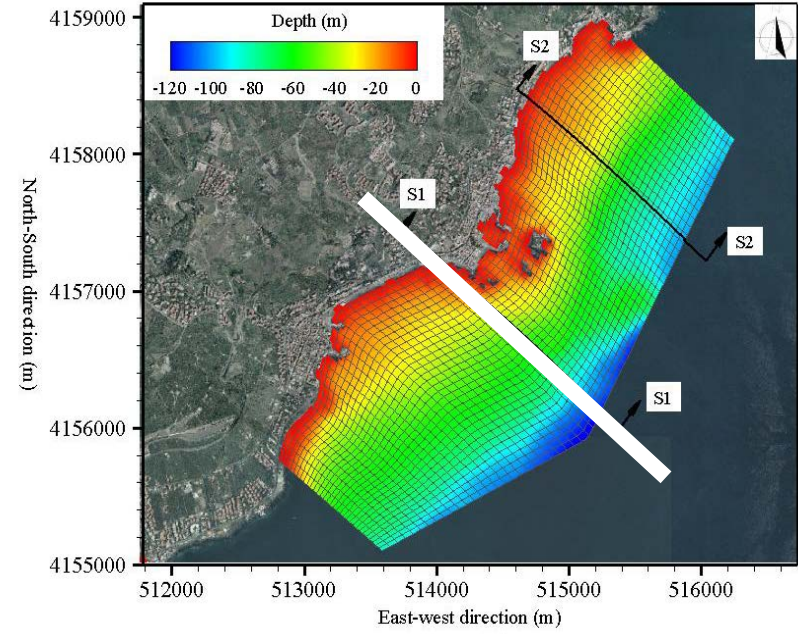 4159000
4158000
4157000
4156000
4155000
North-South direction (m)
Depth (m)
-120 -100 -80 -60 -40 -20 0
S2
S1
S2
S1
512000 513000 514000 515000 516000
East-west direction (m)